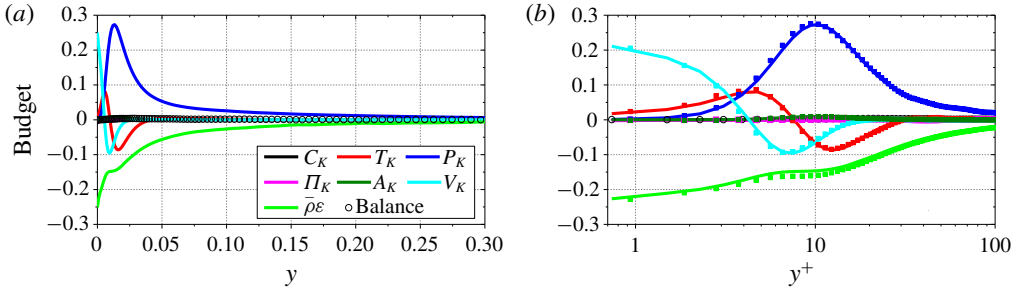 (a)
Budget
0.3
0.2
0.1
0
−0.1
−0.2
−0.3
C_K T_K P_K
Π_K A_K V_K
ρ̄ε Balance
0 0.05 0.10 0.15 0.20 0.25 0.30
y
(b)
0.3
0.2
0.1
0
−0.1
−0.2
−0.3
1 10 100
y⁺